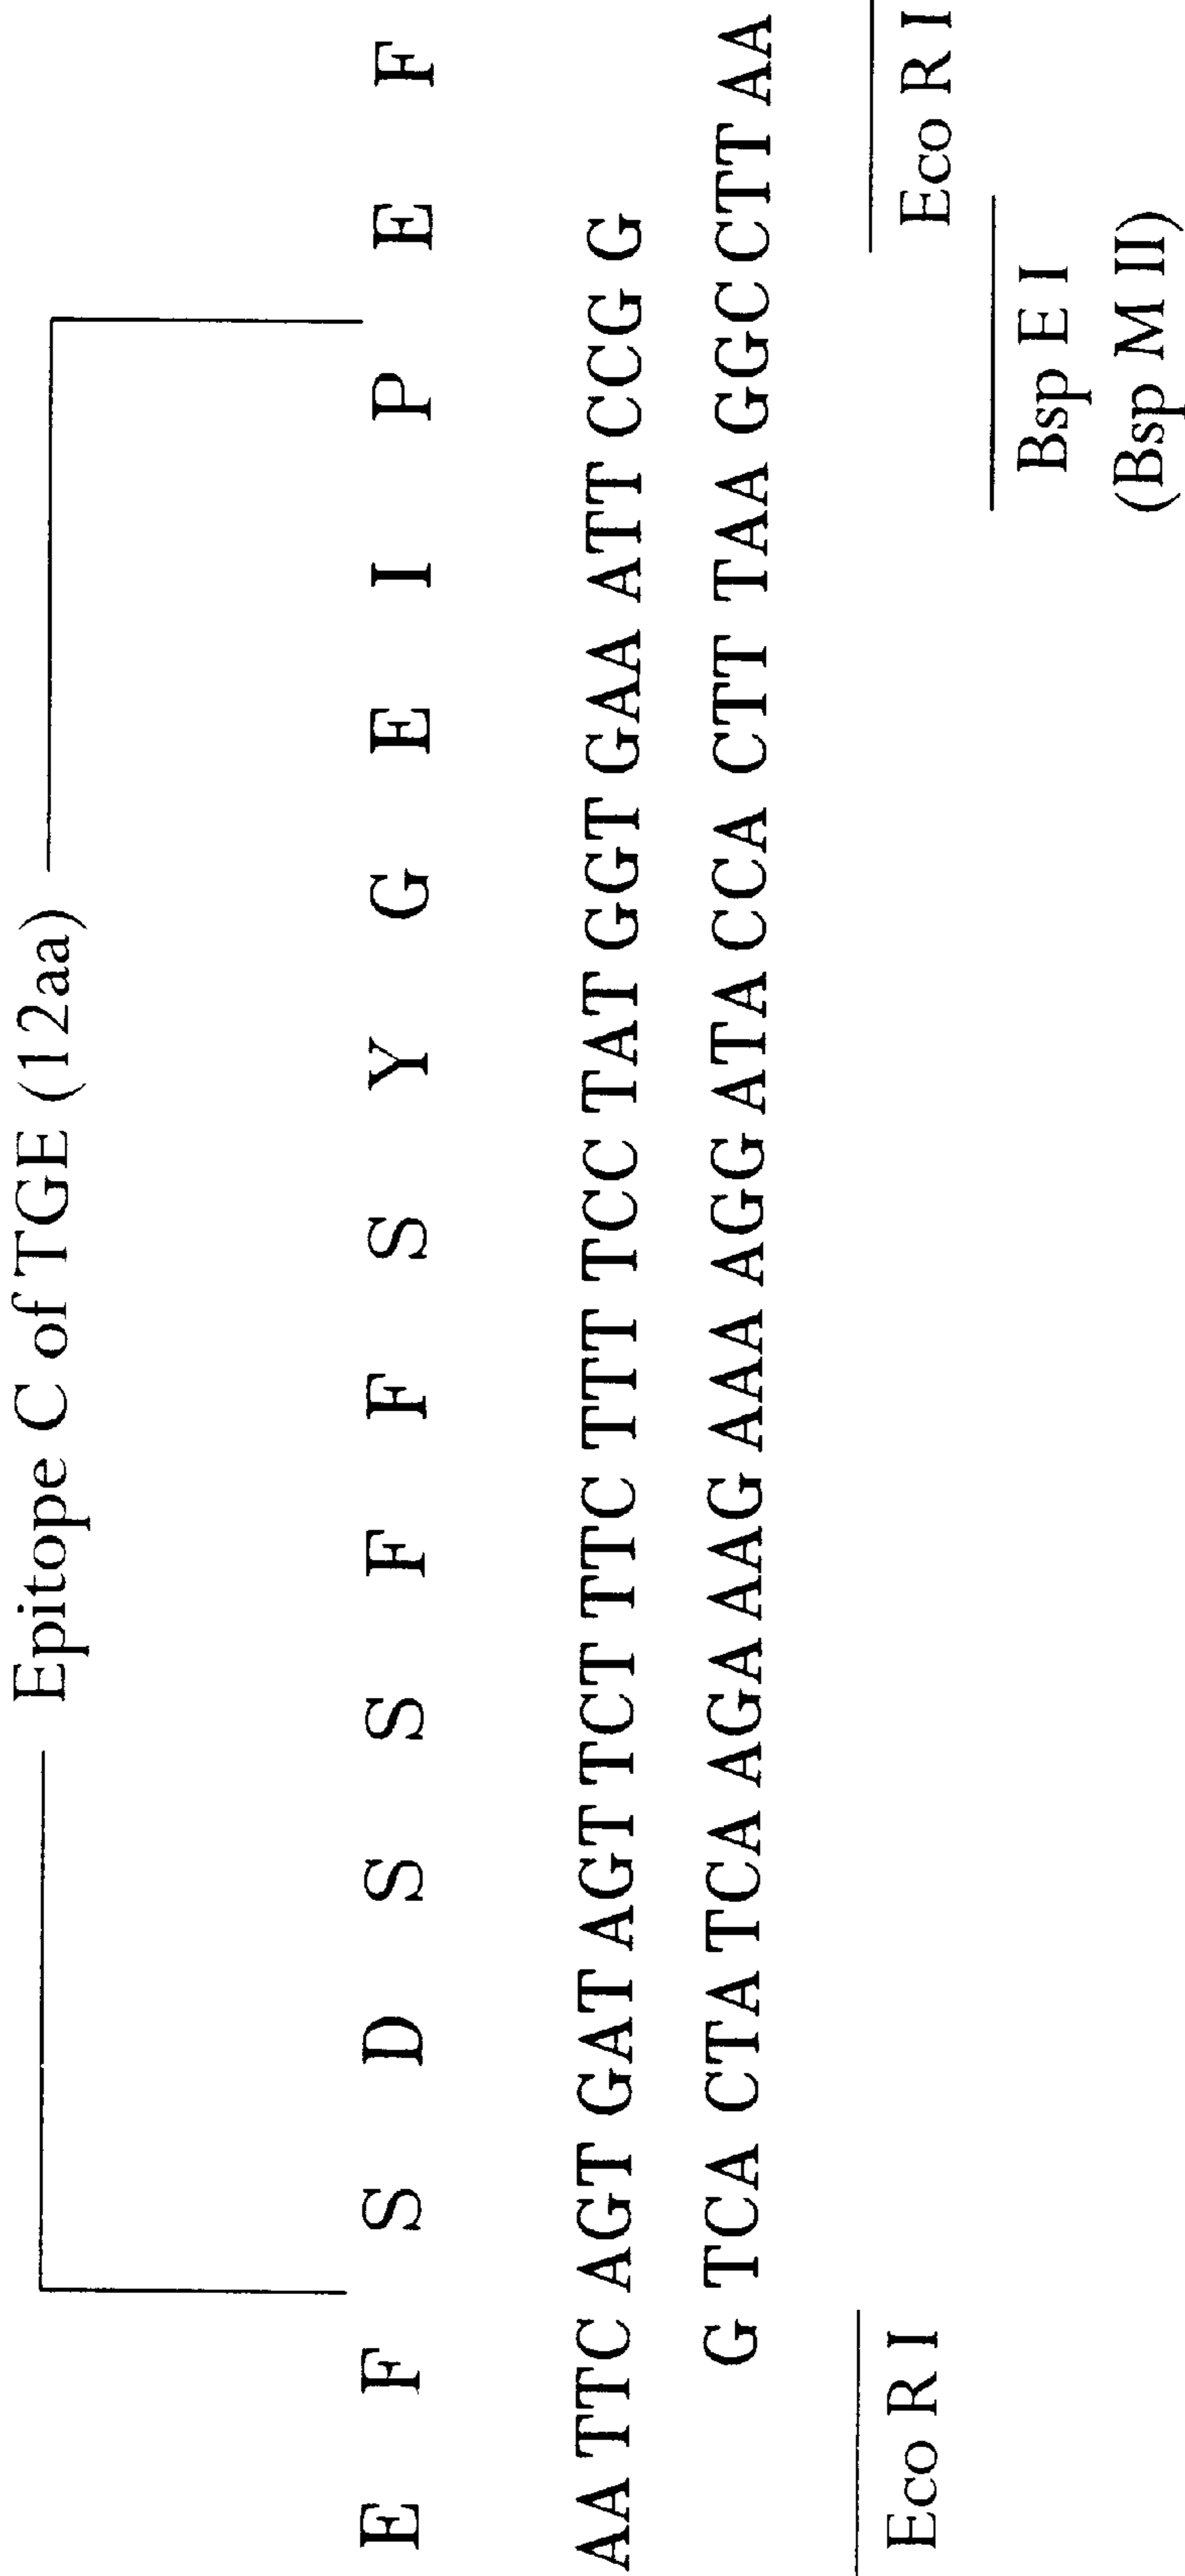 Epitope C of TGE (12aa)
E F S D S S F F S Y G E I P E F
AA TTC AGT GAT AGT TCT TTC TTT TCC TAT GGT GAA ATT CCG G
G TCA CTA TCA AGA AAG AAA AGG ATA CCA CTT TAA GGC CTT AA
Eco R I Eco R I
Bsp E I
(Bsp M II)